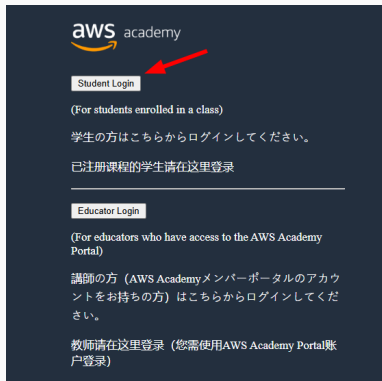 aws academy
Student Login
(For students enrolled in a class)
学生の方はこちらからログインしてください。
已注册课程的学生请在这里登录
Educator Login
(For educators who have access to the AWS Academy
Portal)
講師の方（AWS Academyメンバーポータルのアカウ
ントをお持ちの方）はこちらからログインしてくだ
さい。
教师请在这里登录（您需使用AWS Academy Portal账
户登录）